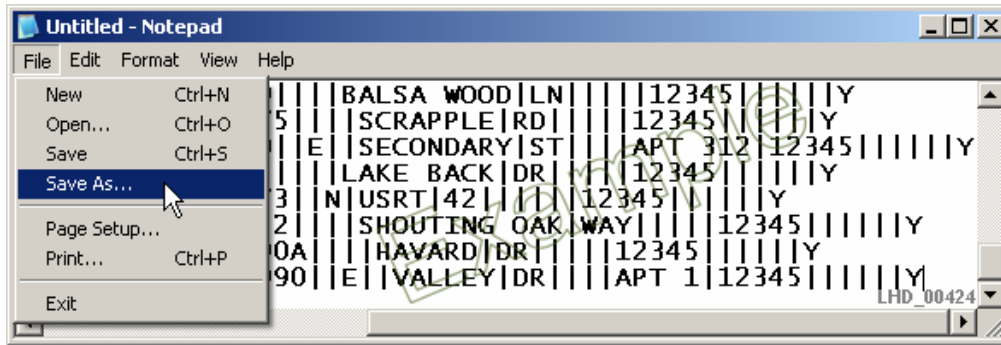 Untitled - Notepad
File Edit Format View Help
New Ctrl+N
Open... Ctrl+O
Save Ctrl+S
Save As...
Page Setup...
Print... Ctrl+P
Exit
||||BALSA WOOD|LN|||||12345||||||Y
5||||SCRAPPLE|RD|||||12345||||||Y
||E||SECONDARY|ST||||APT 312|12345||||||Y
||||LAKE BACK|DR|||||12345||||||Y
3||N|USRT|42||||||12345||||||Y
2||||SHOUTING OAK WAY||||||12345||||||Y
0A||||HAVARD|DR|||||12345||||||Y
90||E||VALLEY|DR||||APT 1|12345||||||Y
Example
LHD_00424